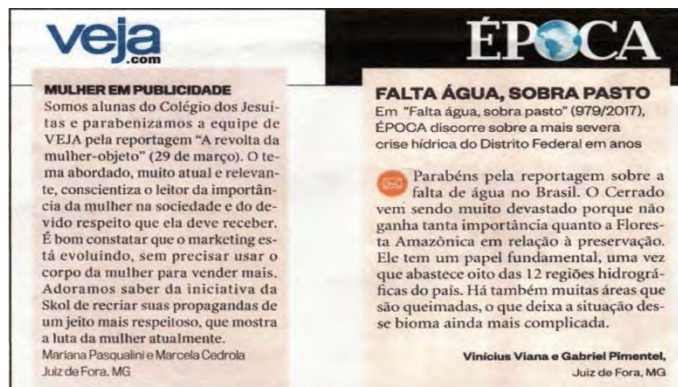 veja
.com
MULHER EM PUBLICIDADE
Somos alunas do Colégio dos Jesuí-
tas e parabenizamos a equipe de
VEJA pela reportagem “A revolta da
mulher-objeto” (29 de março). O te-
ma abordado, muito atual e relevan-
te, conscientiza o leitor da importân-
cia da mulher na sociedade e do de-
vido respeito que ela deve receber.
É bom constatar que o marketing es-
tá evoluindo, sem precisar usar o
corpo da mulher para vender mais.
Adoramos saber da iniciativa da
Skol de recriar suas propagandas de
um jeito mais respeitoso, que mostra
a luta da mulher atualmente.
Mariana Pasqualini e Marcela Cedrola
Juiz de Fora, MG
ÉPOCA
FALTA ÁGUA, SOBRA PASTO
Em “Falta água, sobra pasto” (979/2017),
ÉPOCA discorre sobre a mais severa
crise hídrica do Distrito Federal em anos
Parabéns pela reportagem sobre a
falta de água no Brasil. O Cerrado
vem sendo muito devastado porque não
ganha tanta importância quanto a Flores-
ta Amazônica em relação à preservação.
Ele tem um papel fundamental, uma vez
que abastece oito das 12 regiões hidrográ-
ficas do país. Há também muitas áreas que
são queimadas, o que deixa a situação des-
se bioma ainda mais complicada.
Vinícius Viana e Gabriel Pimentel,
Juiz de Fora, MG